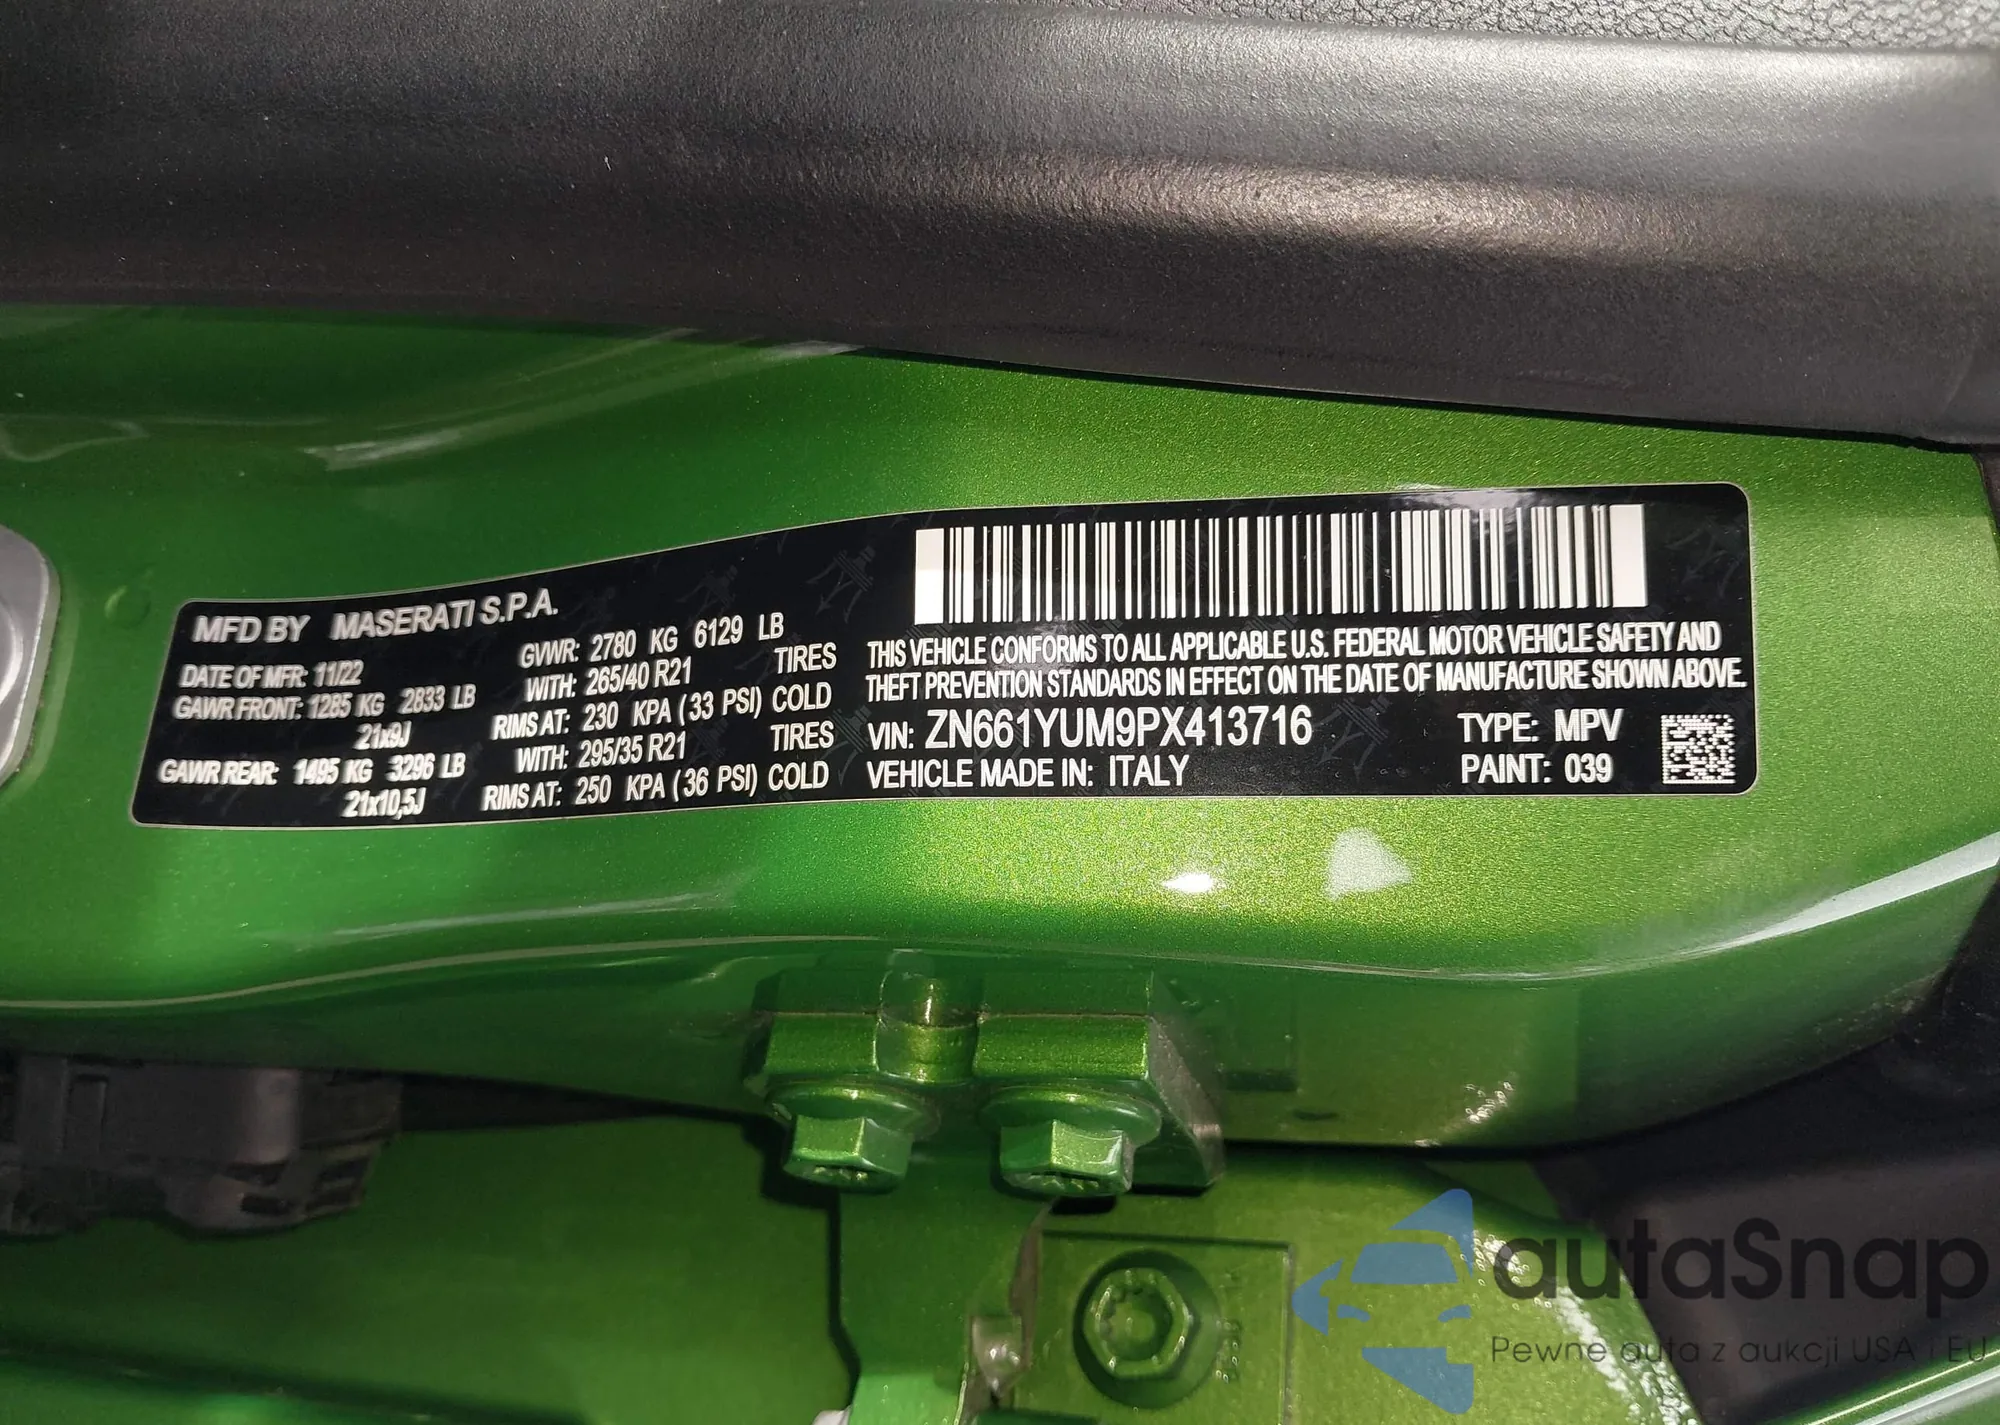 MFD BY MASERATI S.P.A.
DATE OF MFR: 11/22 GVWR: 2780 KG 6129 LB
GAWR FRONT: 1285 KG 2833 LB WITH: 265/40 R21 TIRES
21x9J RIMS AT: 230 KPA (33 PSI) COLD
GAWR REAR: 1495 KG 3296 LB WITH: 295/35 R21 TIRES
21x10,5J RIMS AT: 250 KPA (36 PSI) COLD
THIS VEHICLE CONFORMS TO ALL APPLICABLE U.S. FEDERAL MOTOR VEHICLE SAFETY AND
THEFT PREVENTION STANDARDS IN EFFECT ON THE DATE OF MANUFACTURE SHOWN ABOVE.
VIN: ZN661YUM9PX413716 TYPE: MPV
VEHICLE MADE IN: ITALY PAINT: 039
autaSnap
Pewne auta z aukcji USA i EU